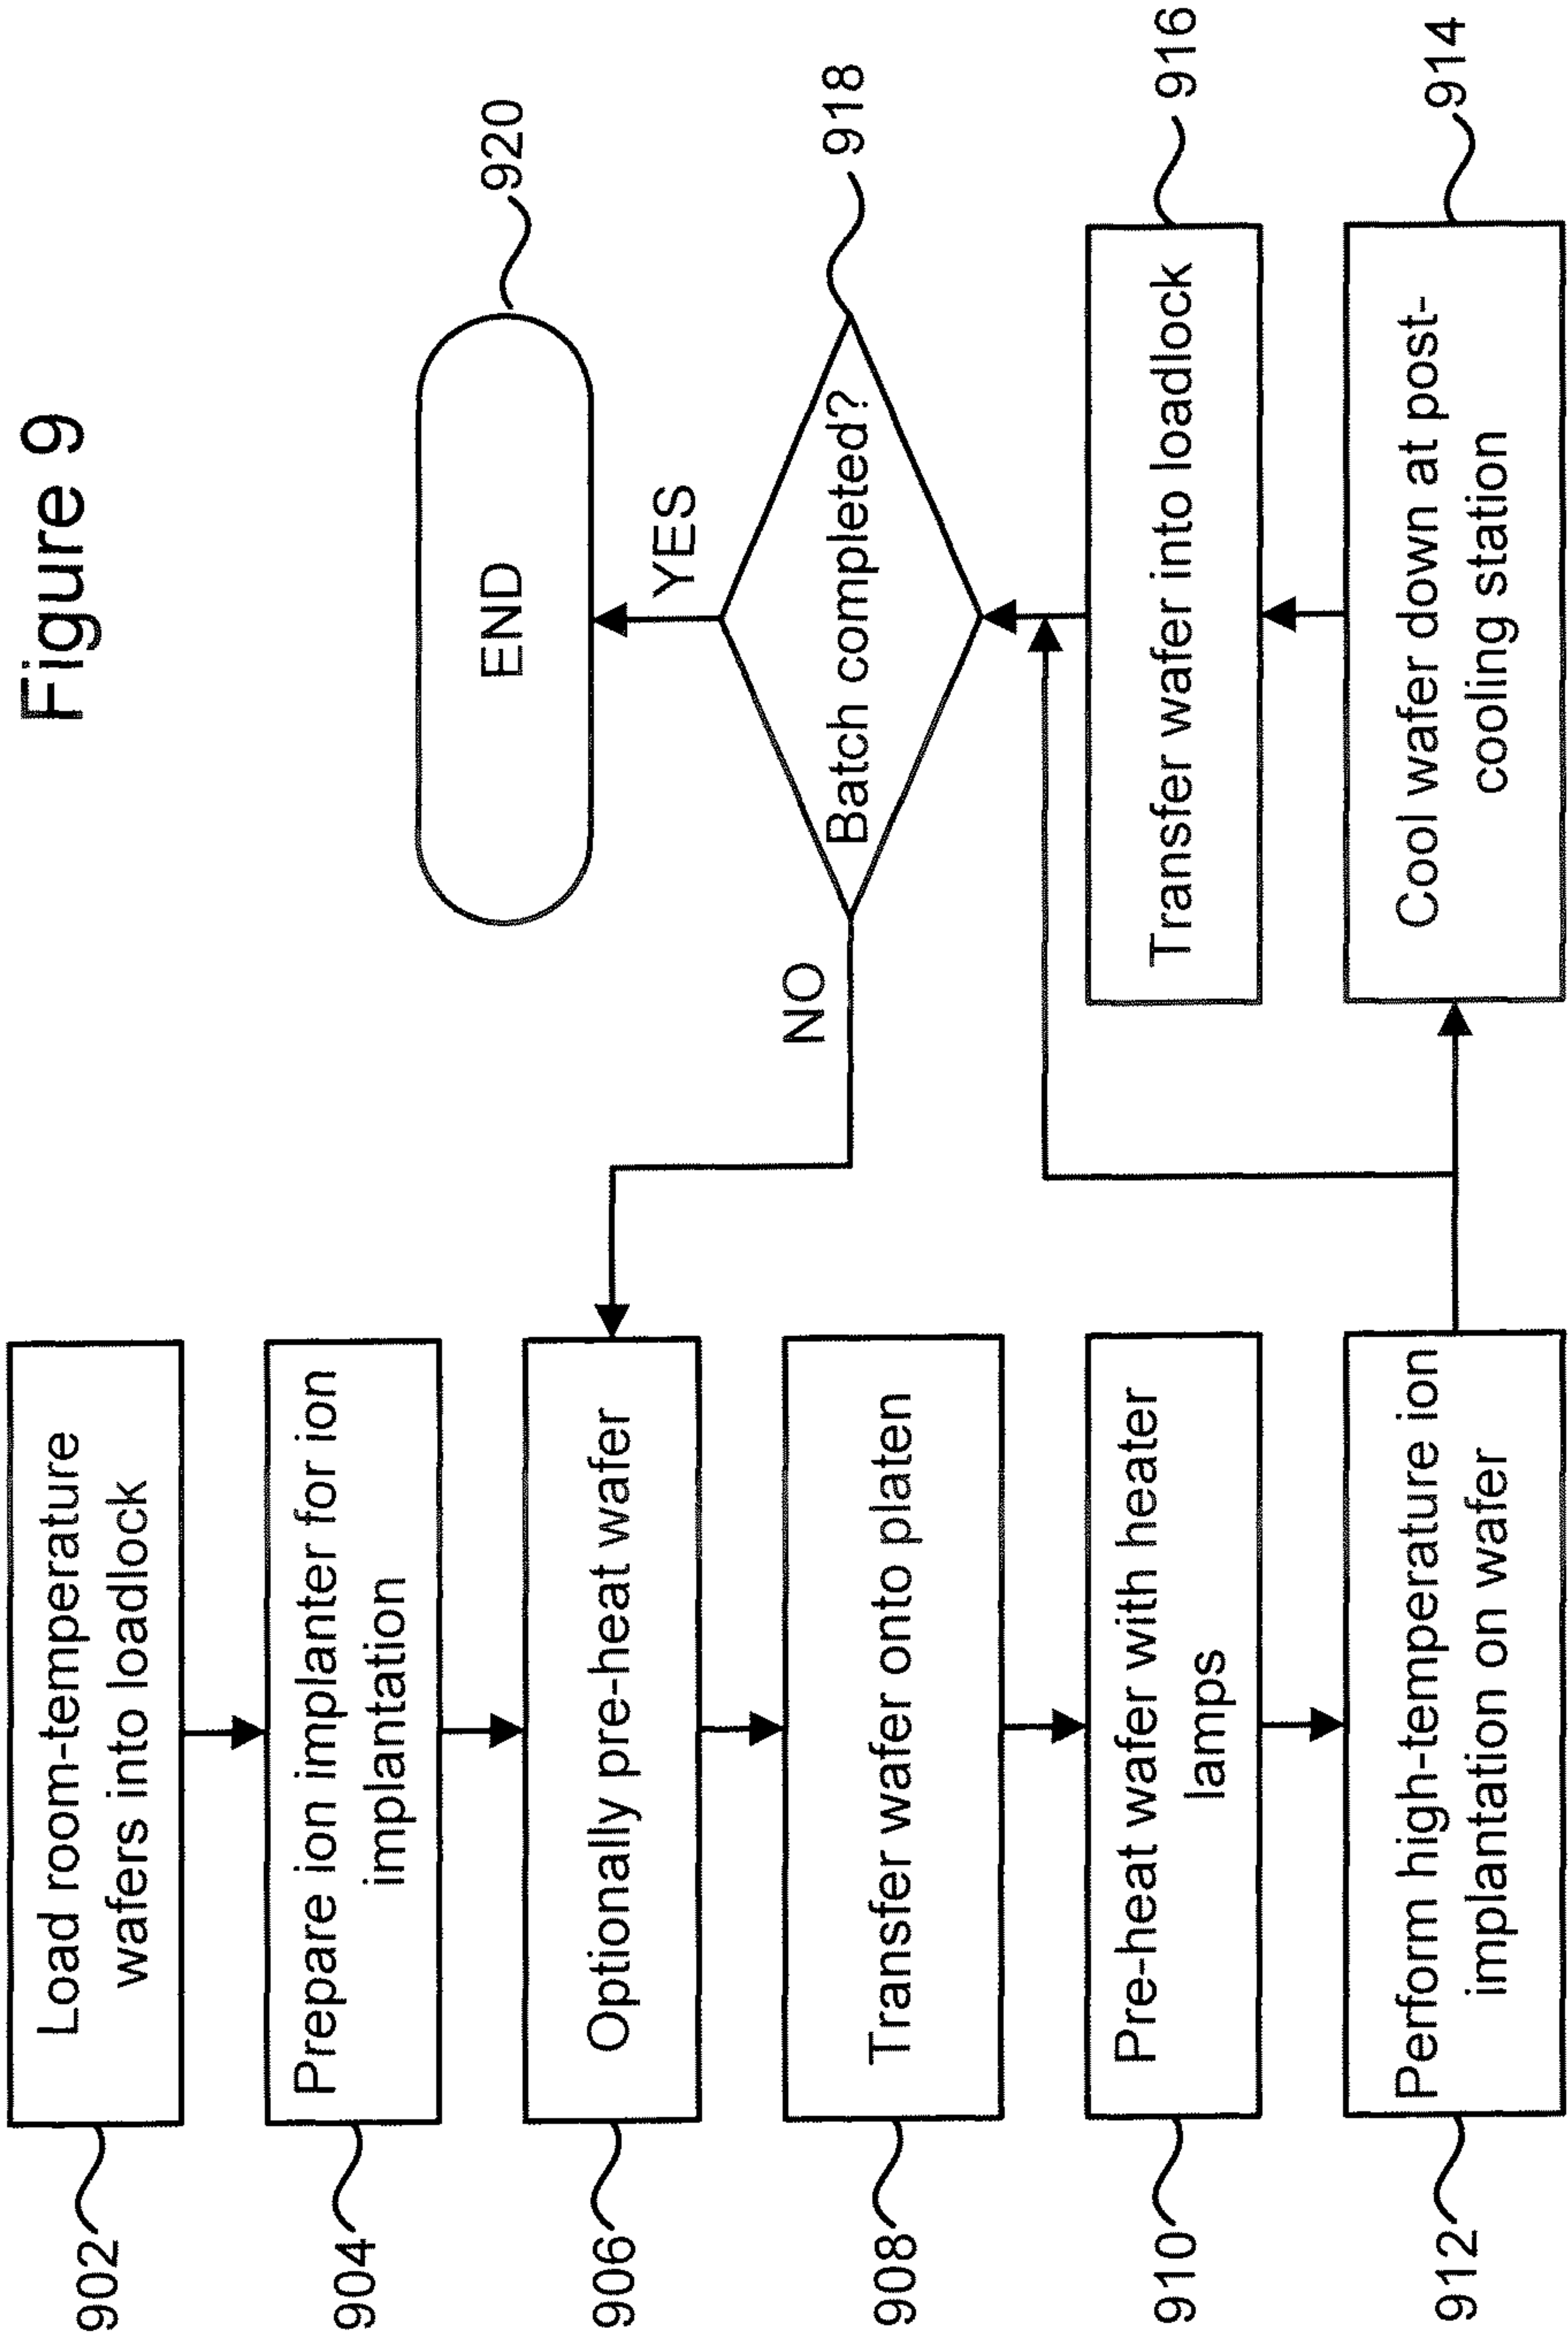 Figure 9
902
Load room-temperature
wafers into loadlock
904
Prepare ion implanter for ion
implantation
906
Optionally pre-heat wafer
908
Transfer wafer onto platen
910
Pre-heat wafer with heater
lamps
912
Perform high-temperature ion
implantation on wafer
END
920
YES
Batch completed?
918
NO
Transfer wafer into loadlock
916
Cool wafer down at post-
cooling station
914